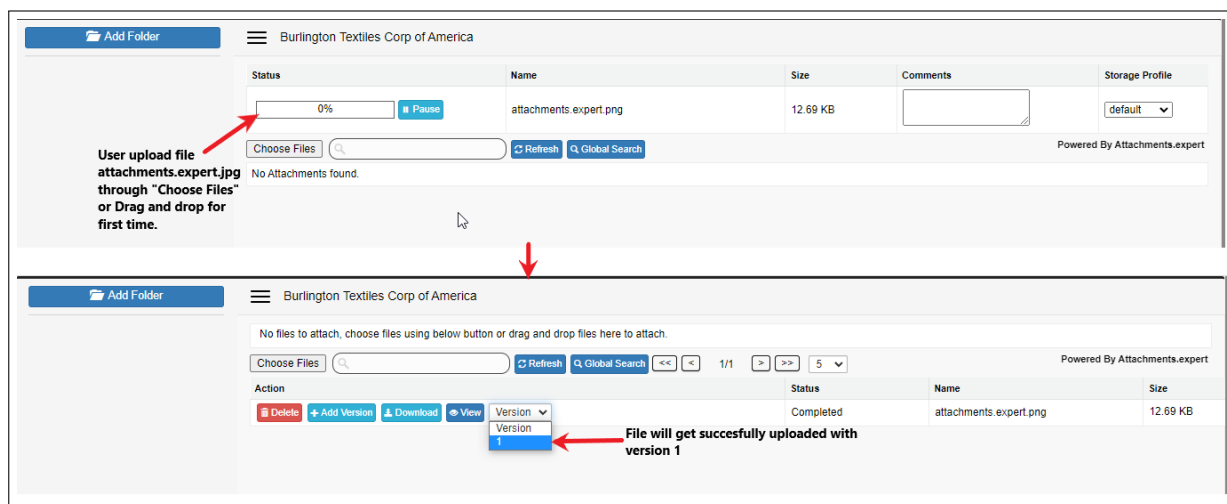 Add Folder
Burlington Textiles Corp of America
Status Name Size Comments Storage Profile
0% Pause attachments.expert.png 12.69 KB default
Choose Files Refresh Global Search Powered By Attachments.expert
No Attachments found.
User upload file
attachments.expert.jpg
through "Choose Files"
or Drag and drop for
first time.
Add Folder
Burlington Textiles Corp of America
No files to attach, choose files using below button or drag and drop files here to attach.
Choose Files Refresh Global Search << < 1/1 > >> 5 Powered By Attachments.expert
Action Status Name Size
Delete + Add Version Download View Version Completed attachments.expert.png 12.69 KB
Version
1
File will get succesfully uploaded with
version 1